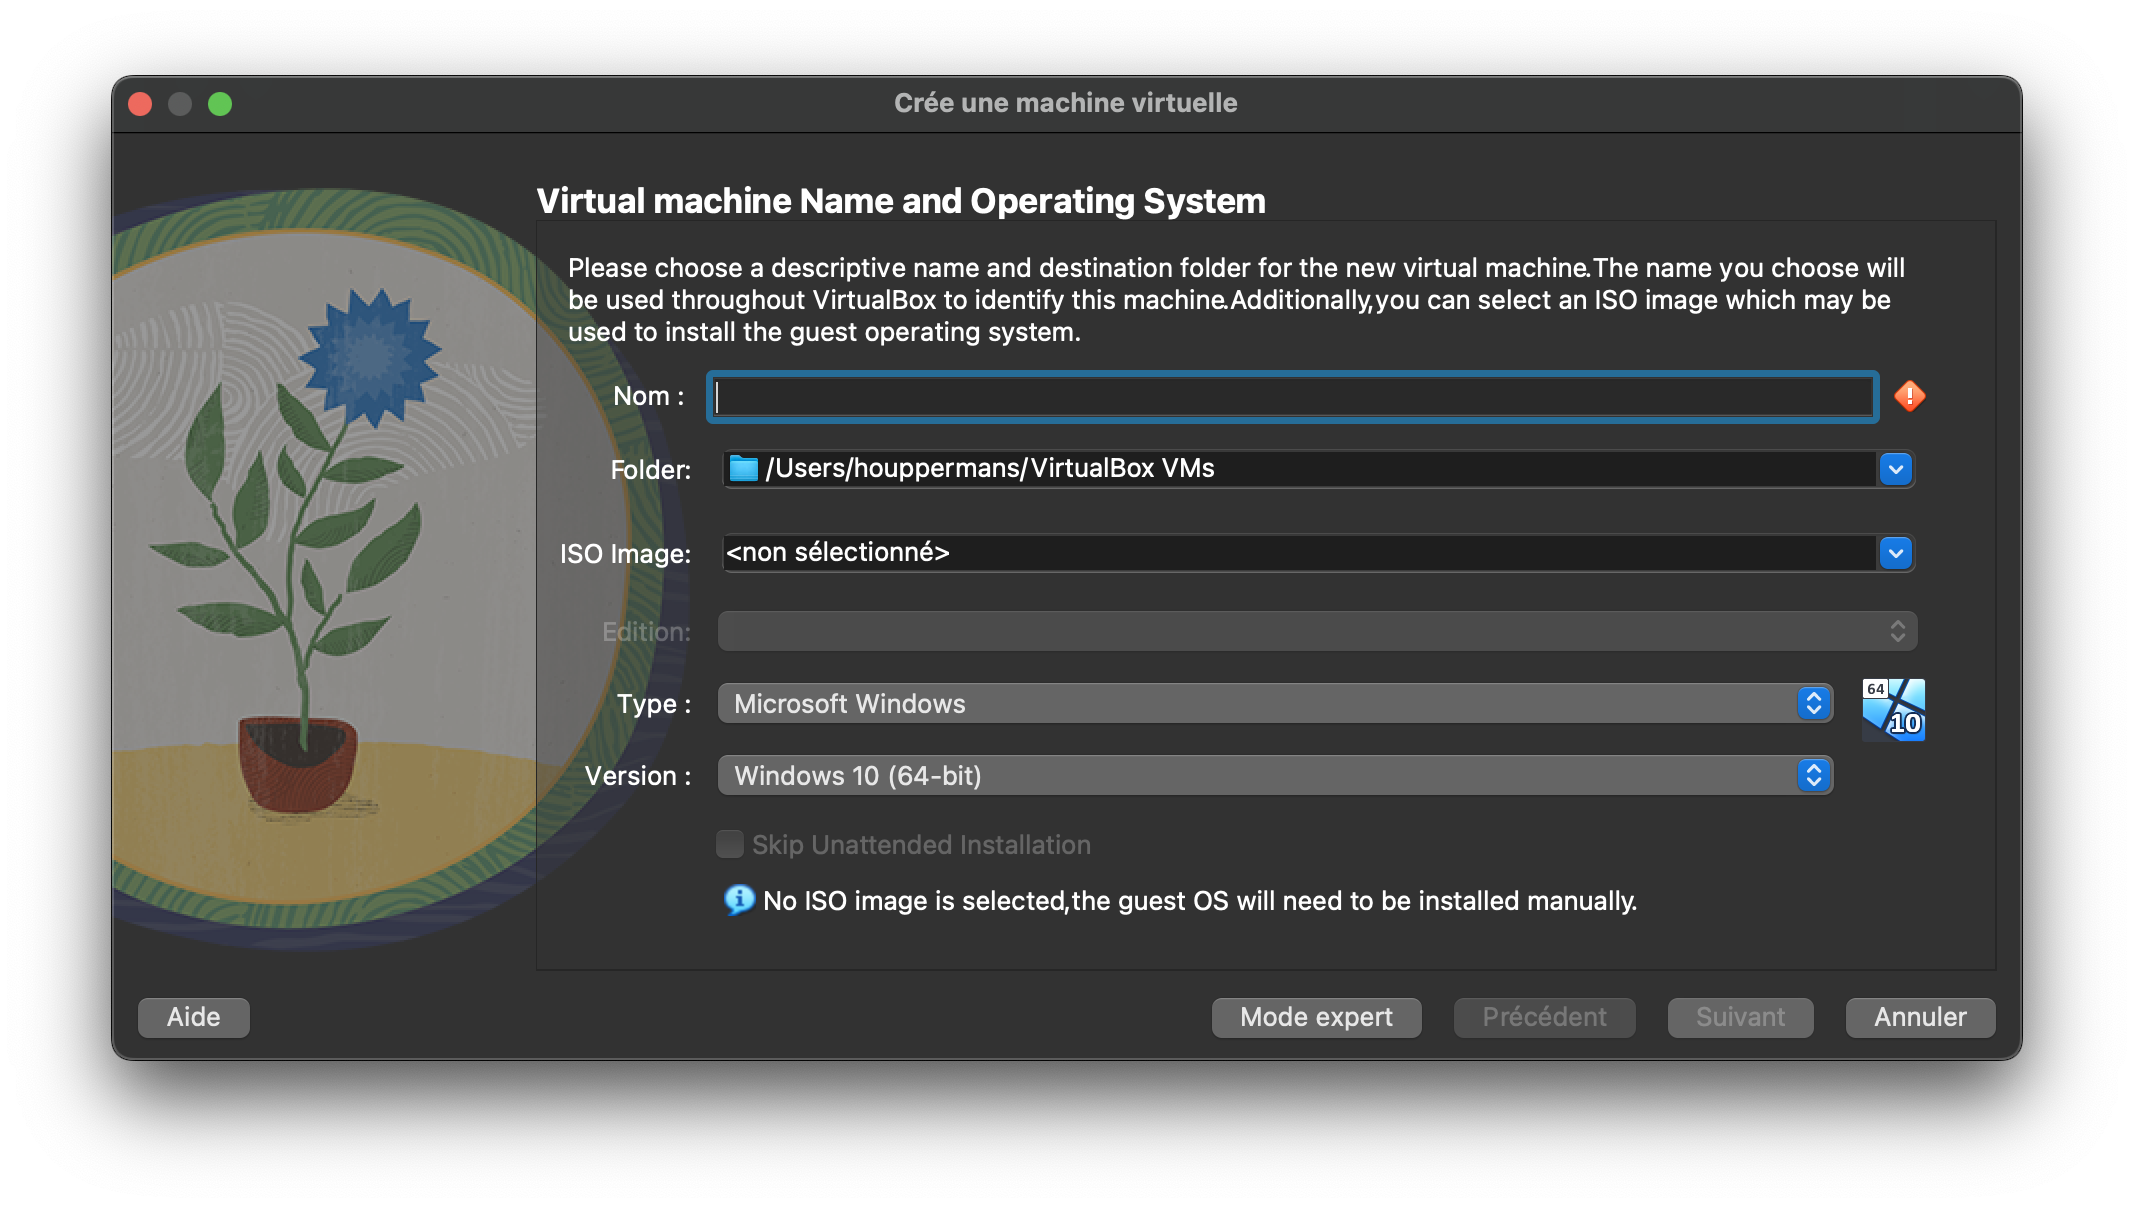 Crée une machine virtuelle
Virtual machine Name and Operating System
Please choose a descriptive name and destination folder for the new virtual machine.The name you choose will
be used throughout VirtualBox to identify this machine.Additionally,you can select an ISO image which may be
used to install the guest operating system.
Nom :
Folder: /Users/houppermans/VirtualBox VMs
ISO Image: <non sélectionné>
Edition:
Type : Microsoft Windows
64
10
Version : Windows 10 (64-bit)
Skip Unattended Installation
No ISO image is selected,the guest OS will need to be installed manually.
Aide Mode expert Précédent Suivant Annuler